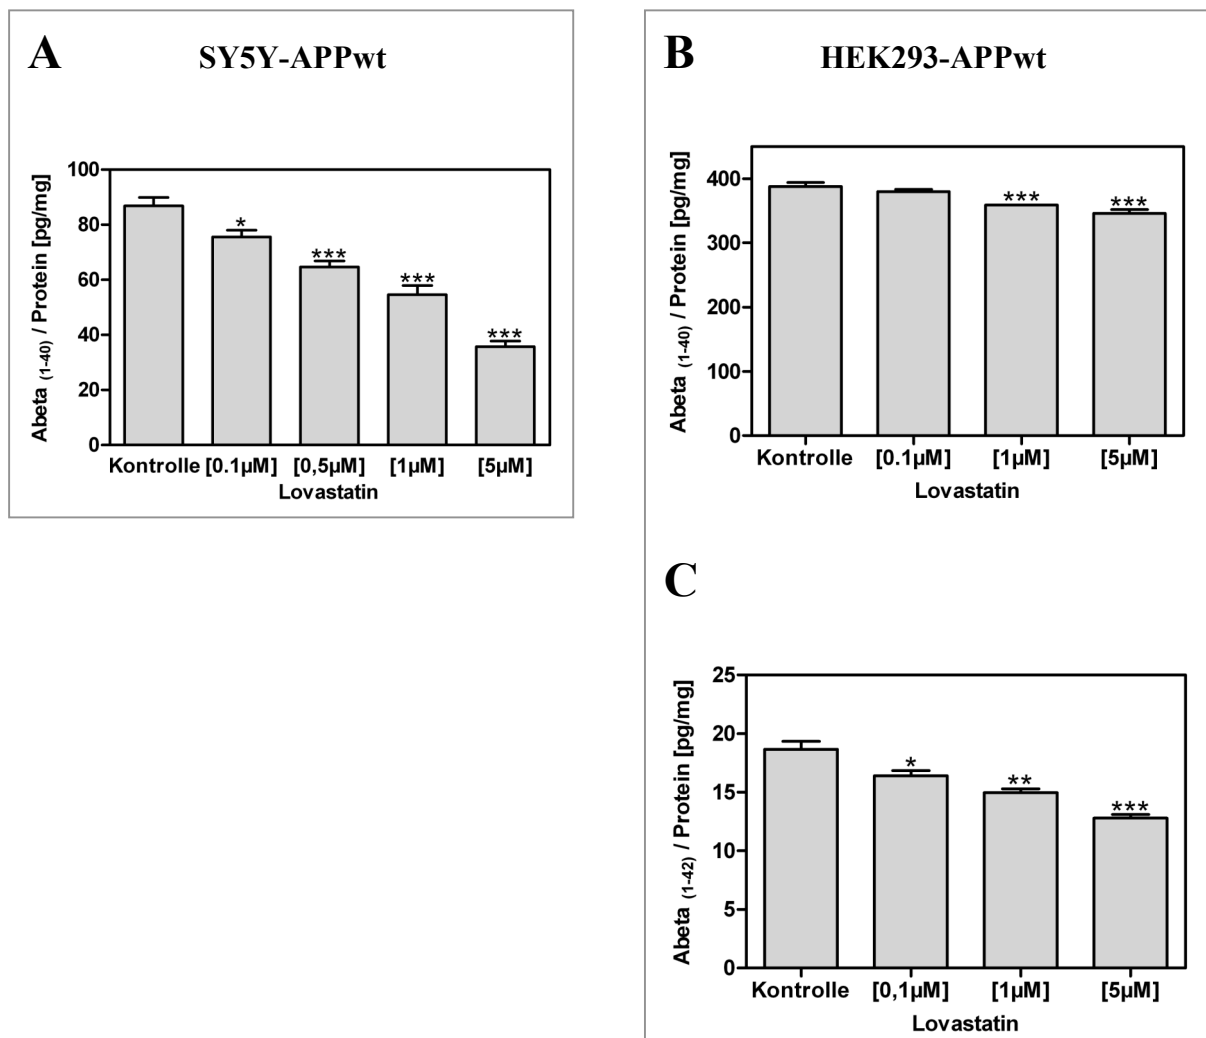 A
SY5Y-APPwt
Abeta (1-40) / Protein [pg/mg]
100
80
60
40
20
0
*
***
***
***
Kontrolle [0.1µM] [0,5µM] [1µM] [5µM]
Lovastatin
B
HEK293-APPwt
Abeta (1-40) / Protein [pg/mg]
400
300
200
100
0
***
***
Kontrolle [0.1µM] [1µM] [5µM]
Lovastatin
C
Abeta (1-42) / Protein [pg/mg]
25
20
15
10
5
0
*
**
***
Kontrolle [0,1µM] [1µM] [5µM]
Lovastatin